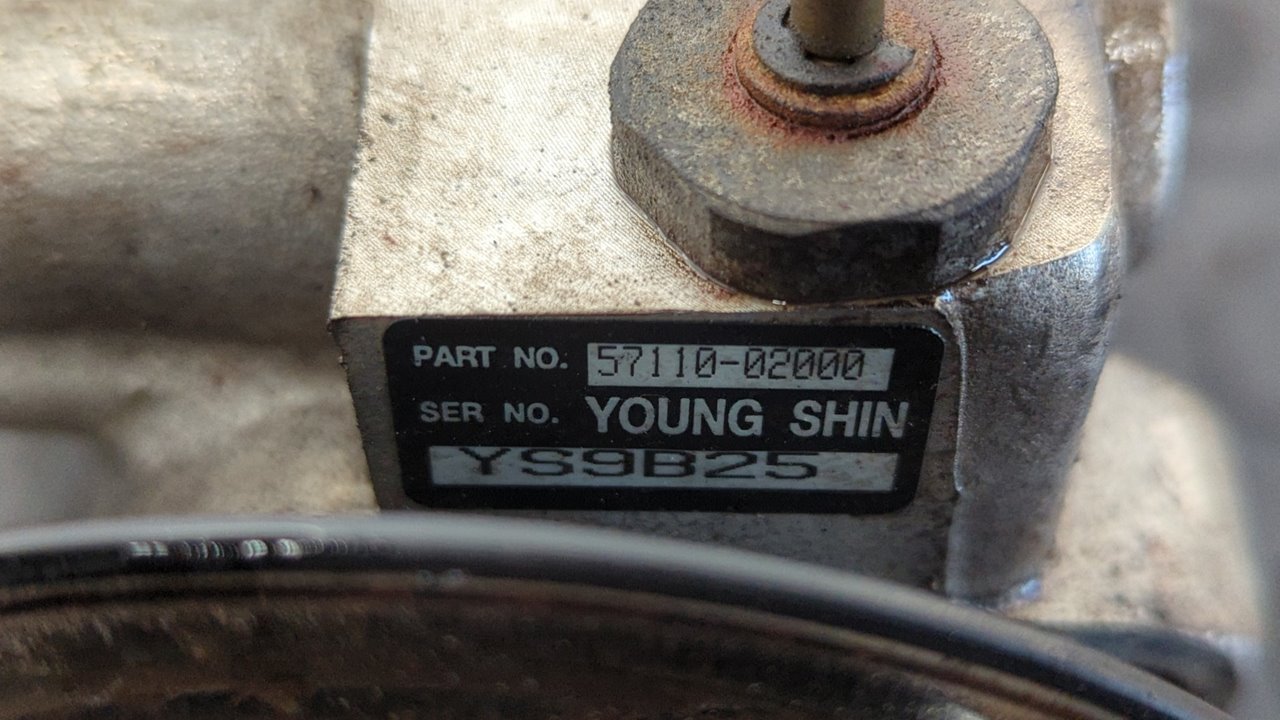 PART NO. 57110-02000
SER NO. YOUNG SHIN
YS9B25